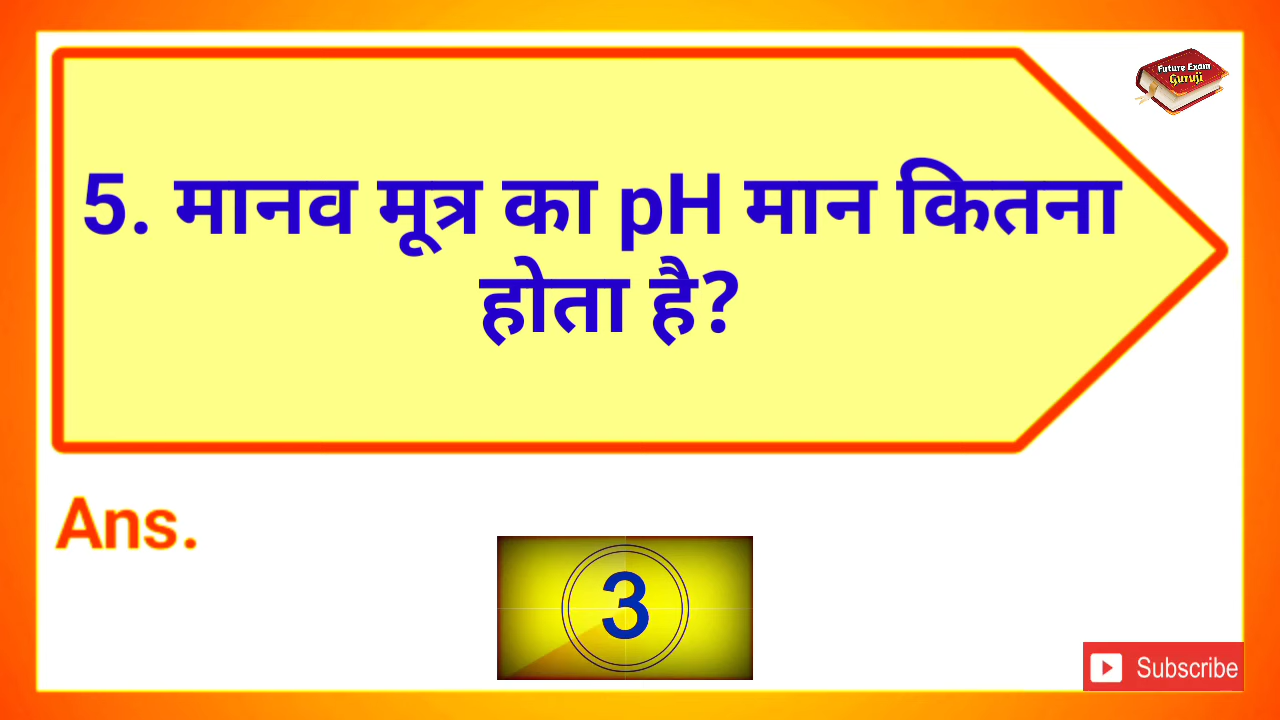 Future Exam
Guruji
5. मानव मूत्र का pH मान कितना
होता है?
Ans.
3
Subscribe